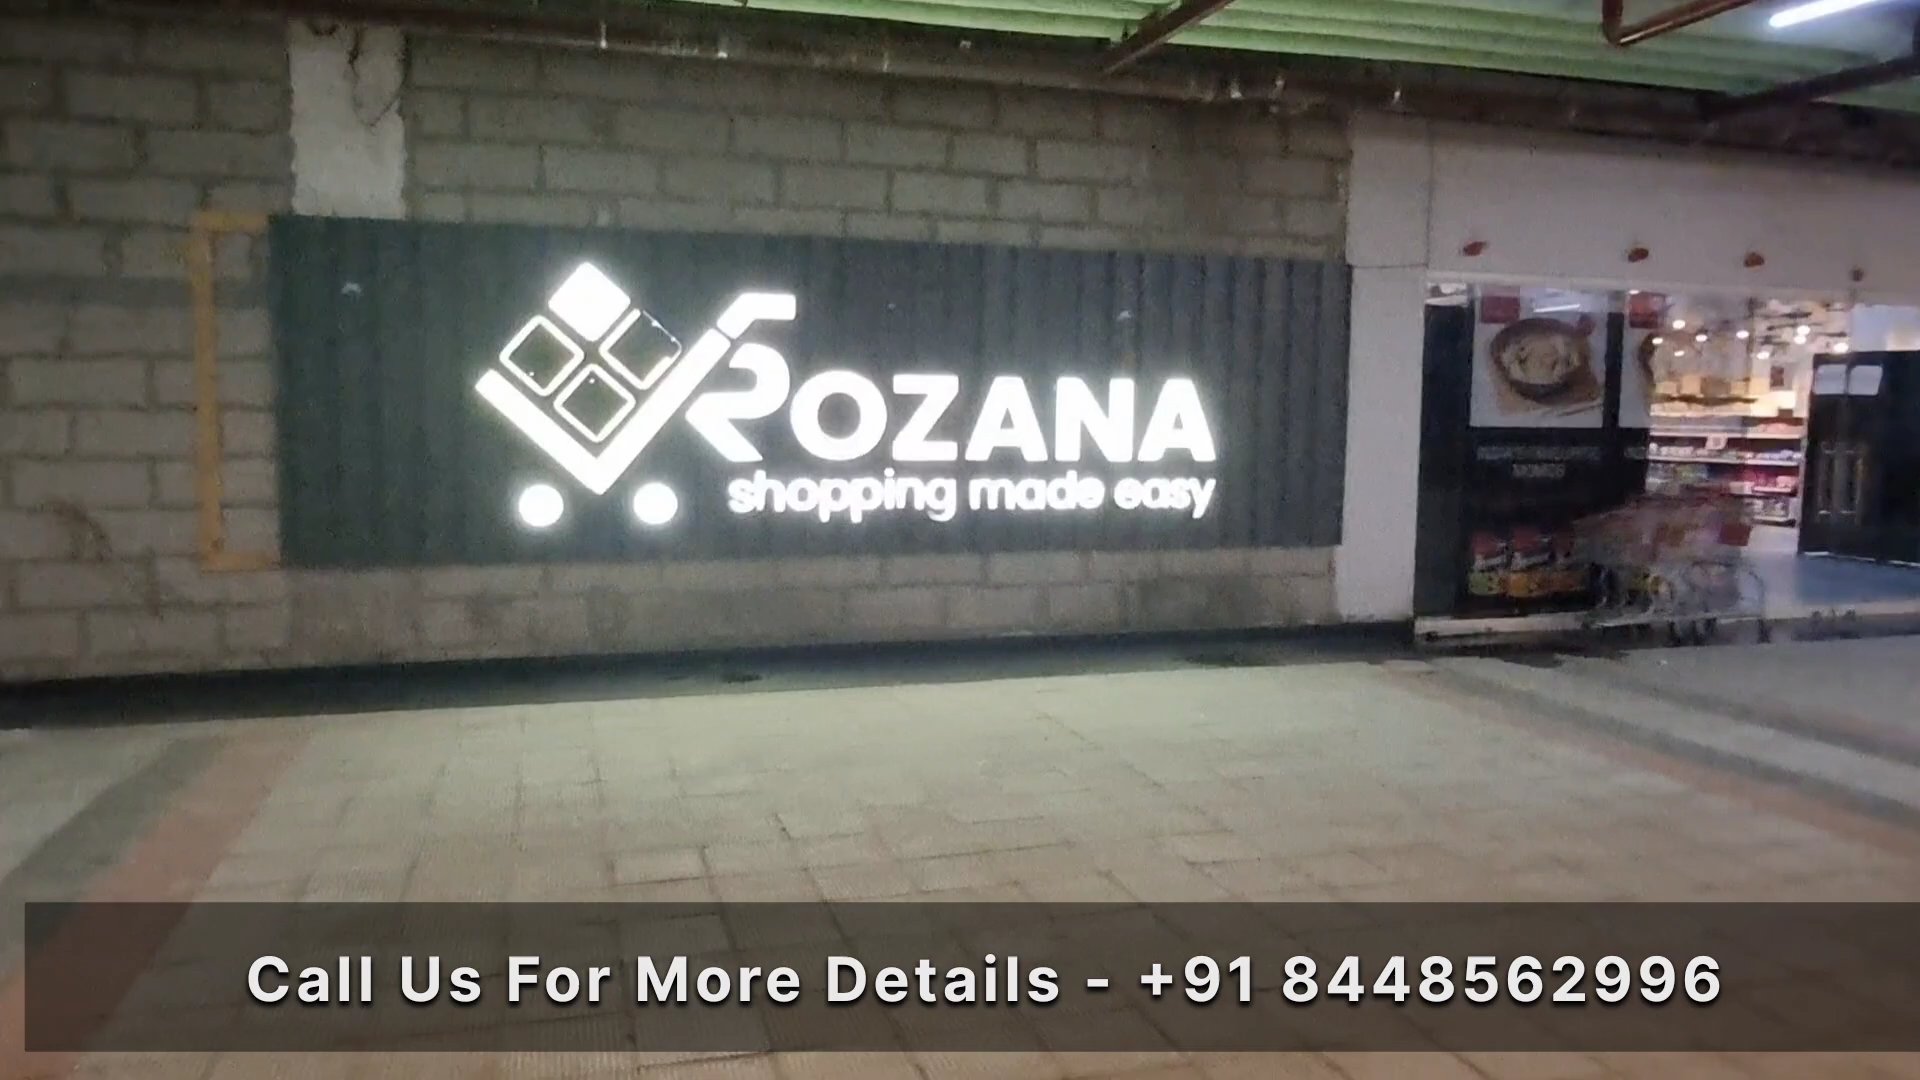 ROZANA
shopping made easy
Call Us For More Details - +91 8448562996